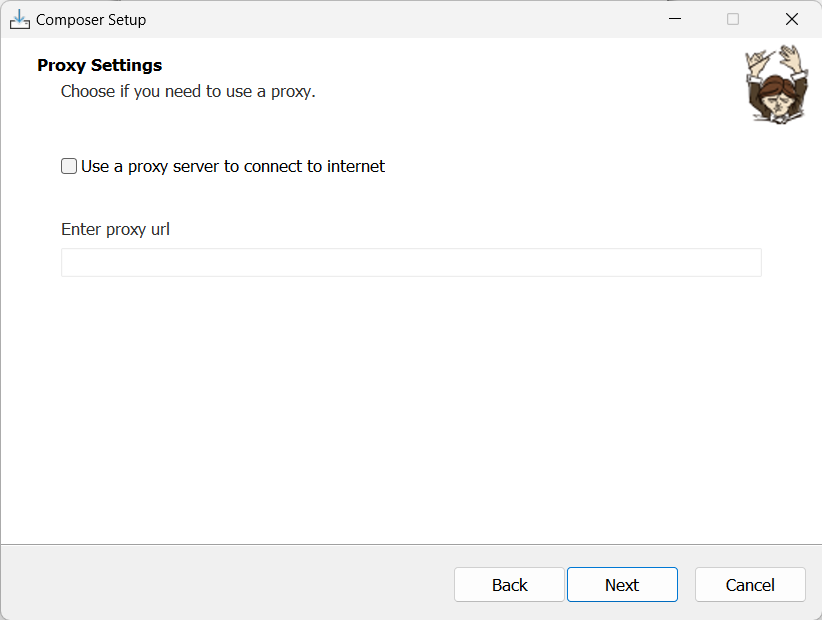 Composer Setup
Proxy Settings
Choose if you need to use a proxy.
Use a proxy server to connect to internet
Enter proxy url
Back
Next
Cancel